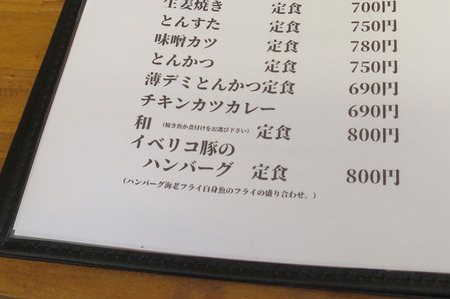 生姜焼き 定食 700円
とんすた 定食 750円
味噌カツ 定食 780円
とんかつ 定食 750円
薄デミとんかつ定食 690円
チキンカツカレー 690円
和（焼き魚か煮付けをお選び下さい）定食 800円
イベリコ豚の
ハンバーグ 定食 800円
（ハンバーグ海老フライ白身魚のフライの盛り合わせ。）